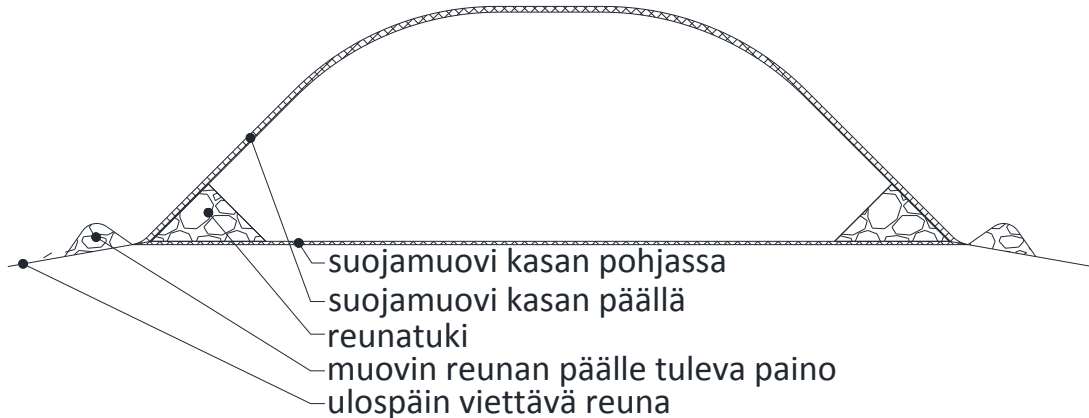 suojamuovi kasan pohjassa
suojamuovi kasan päällä
reunatuki
muovin reunan päälle tuleva paino
ulospäin viettävä reuna